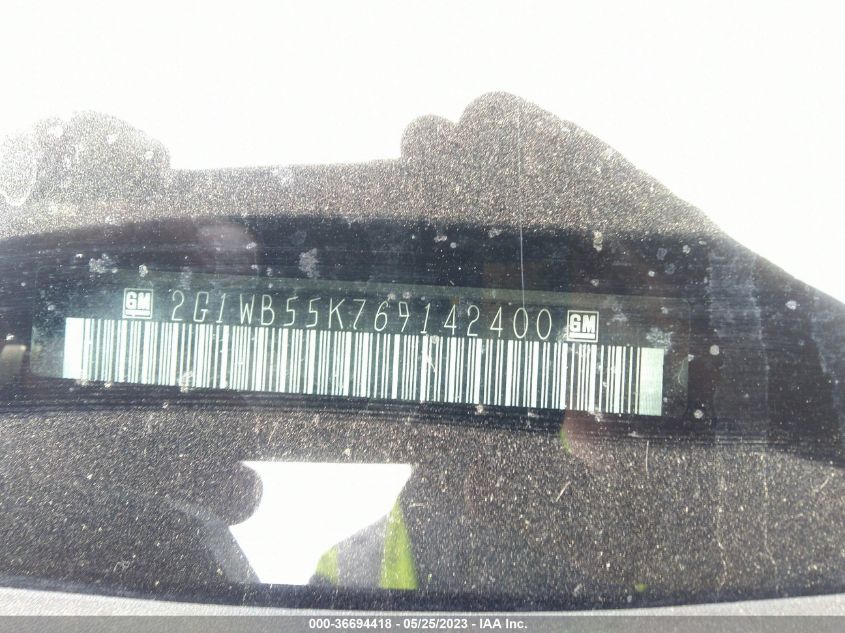 GM 2G1WB55K769142400 GM
000-36694418 - 05/25/2023 - IAA Inc.